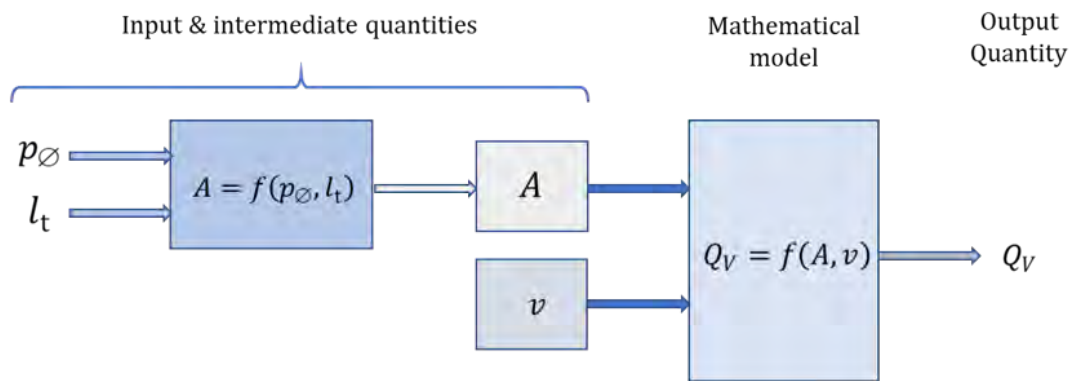 Input & intermediate quantities
Mathematical
model
Output
Quantity
p∅
lₜ
A = f(p∅, lₜ)
A
v
Q_V = f(A, v)
Q_V